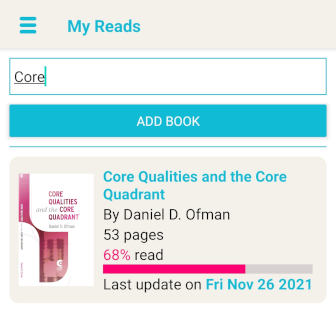 My Reads
Core
ADD BOOK
CORE
QUALITIES
and the CORE
QUADRANT
Daniel D. Ofman
Core Qualities and the Core
Quadrant
By Daniel D. Ofman
53 pages
68% read
Last update on Fri Nov 26 2021